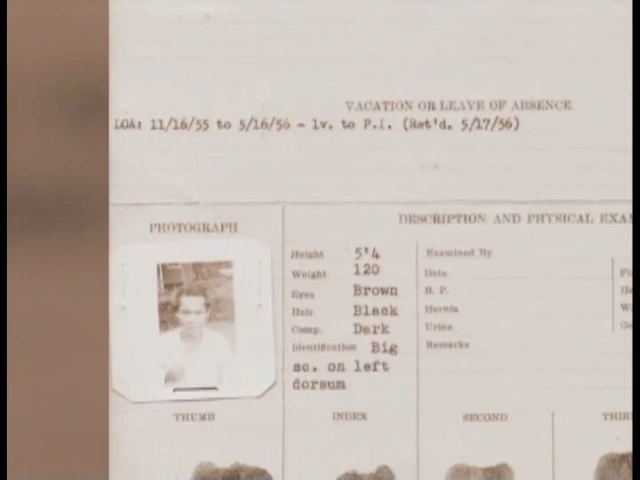 VACATION OR LEAVE OF ABSENCE
LOA: 11/16/55 to 5/16/56 - lv. to P.I. (Ret'd. 5/17/56)
PHOTOGRAPH
DESCRIPTION AND PHYSICAL EXA
Height 5'4
Weight 120
Eyes Brown
Hair Black
Comp. Dark
Identification Big
sc. on left
dorsum
Examined By
Date
B. P.
Hernia
Urine
Remarks
THUMB
INDEX
SECOND
THIR